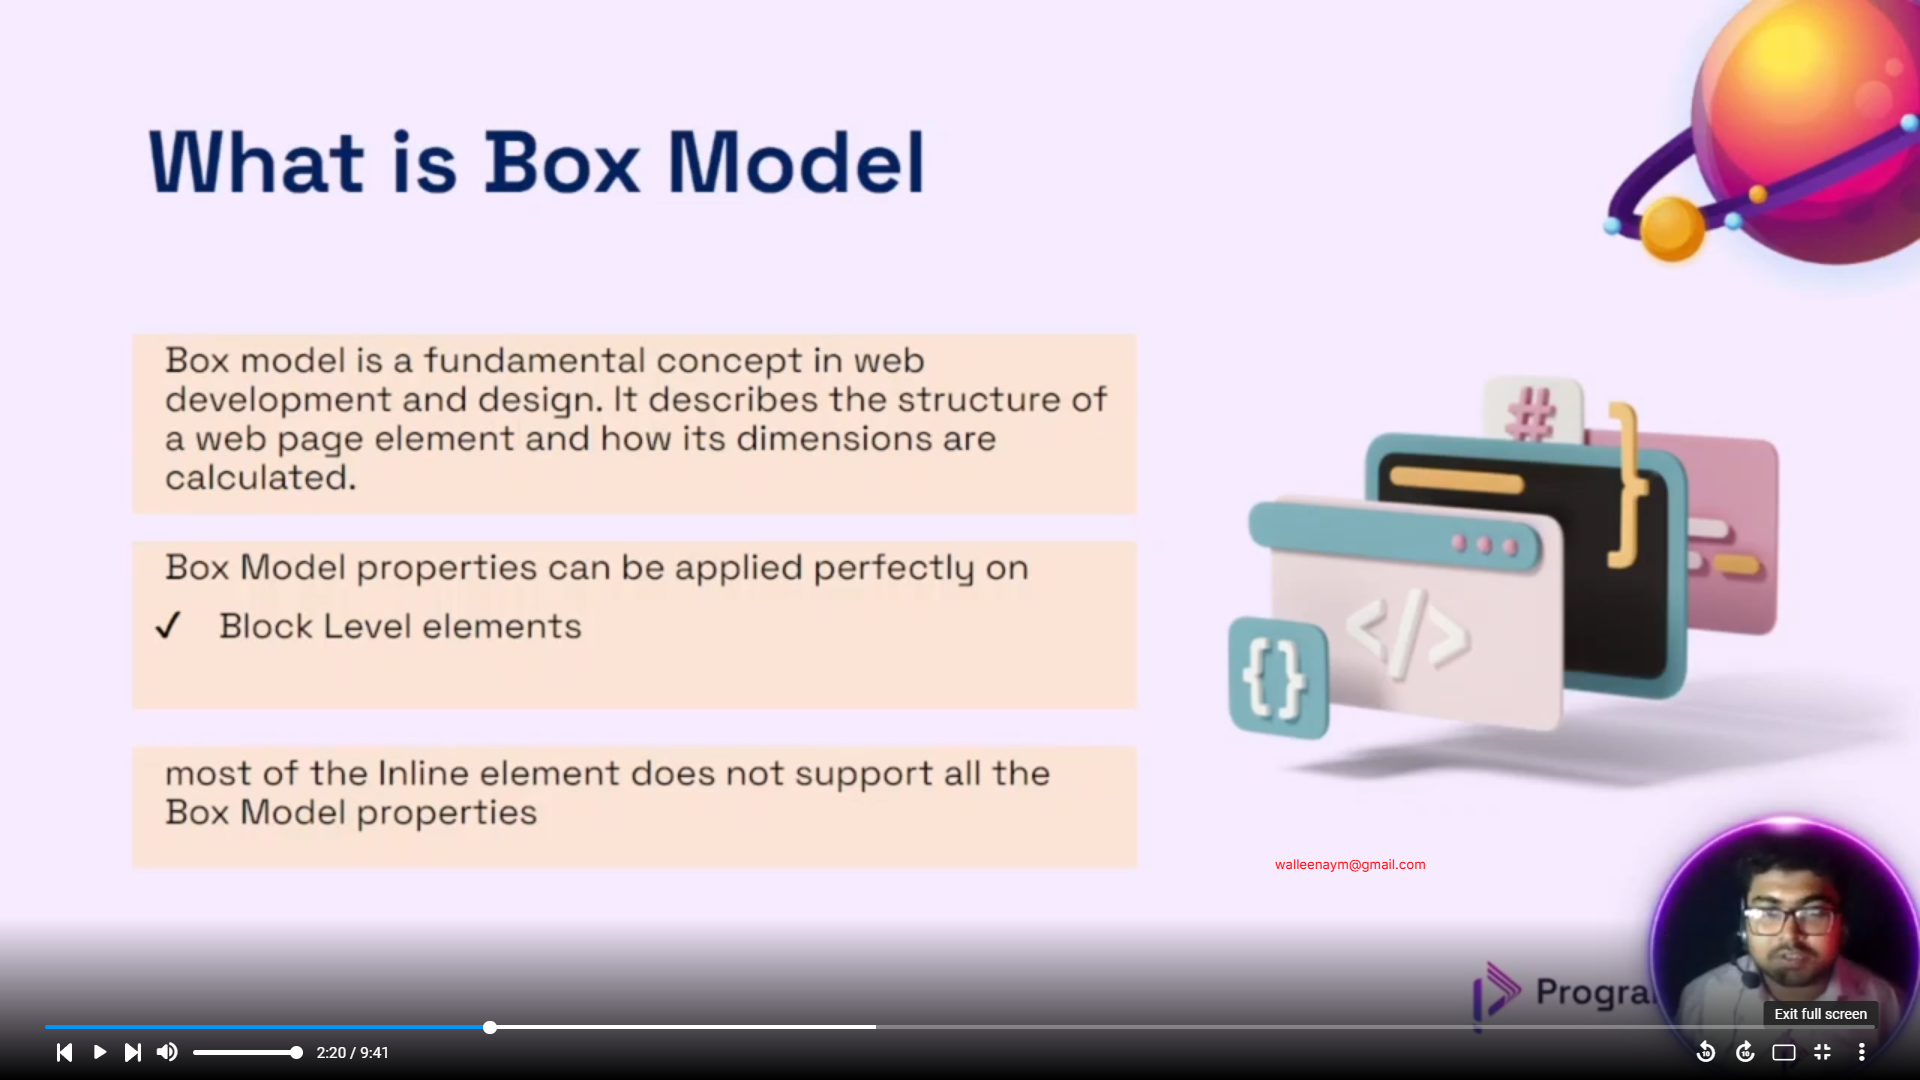 What is Box Model
Box model is a fundamental concept in web
development and design. It describes the structure of
a web page element and how its dimensions are
calculated.
Box Model properties can be applied perfectly on
✓ Block Level elements
most of the Inline element does not support all the
Box Model properties
#
}
</>
{}
walleenaym@gmail.com
Exit full screen
2:20 / 9:41
10
10